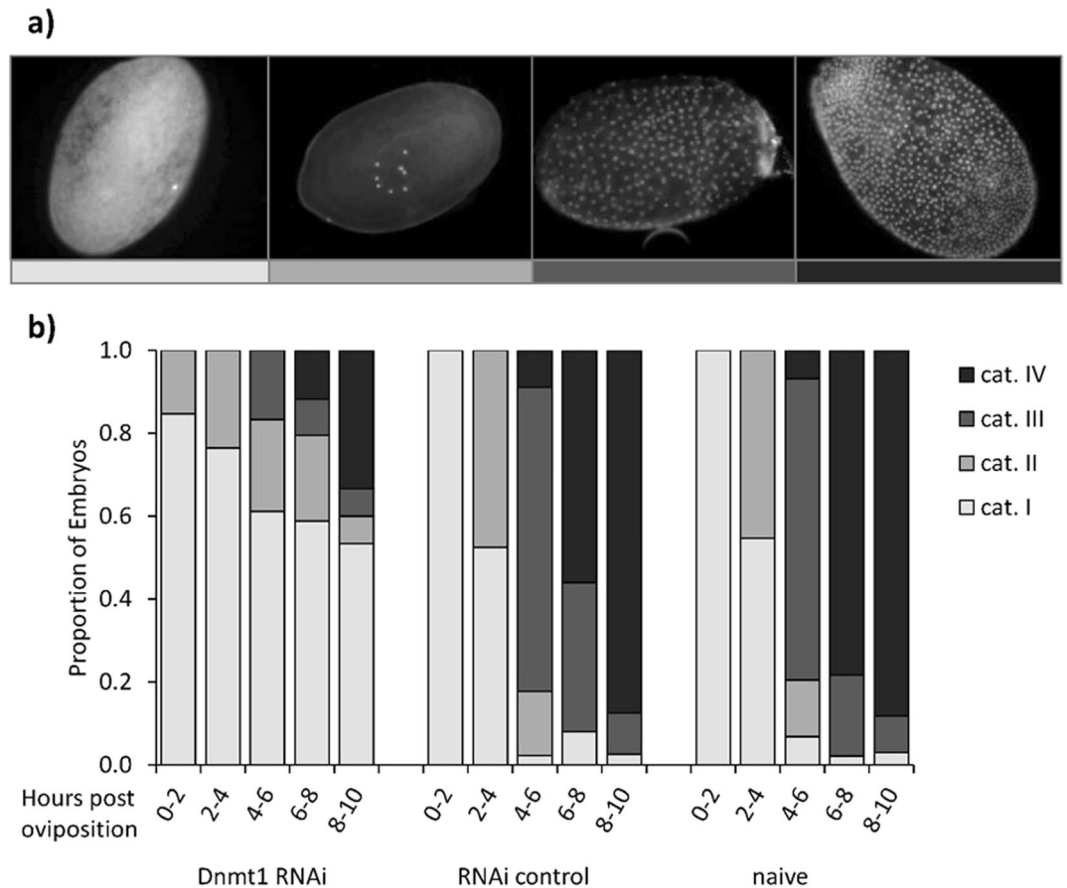 a)
b)
Proportion of Embryos
1.0
0.8
0.6
0.4
0.2
0.0
cat. IV
cat. III
cat. II
cat. I
Hours post
oviposition
0-2
2-4
4-6
6-8
8-10
0-2
2-4
4-6
6-8
8-10
0-2
2-4
4-6
6-8
8-10
Dnmt1 RNAi
RNAi control
naive